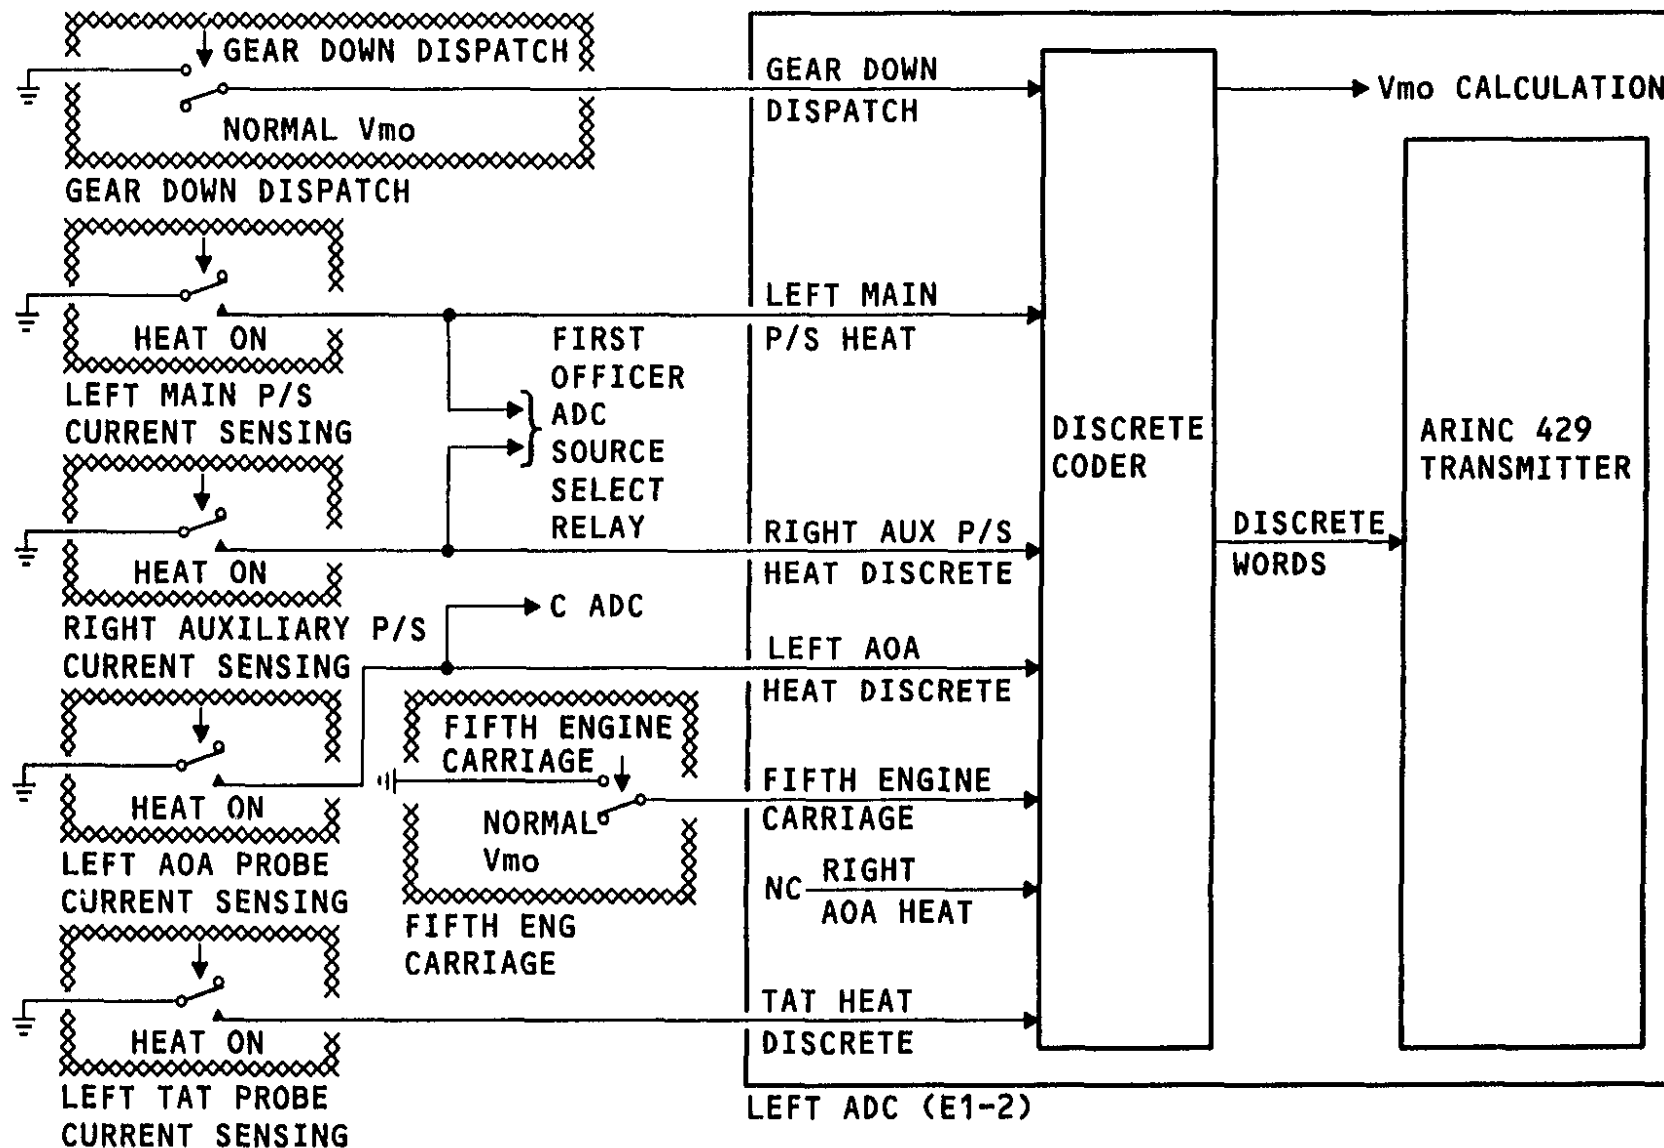 GEAR DOWN DISPATCH
NORMAL Vmo
GEAR DOWN DISPATCH
HEAT ON
LEFT MAIN P/S
CURRENT SENSING
HEAT ON
RIGHT AUXILIARY P/S
CURRENT SENSING
HEAT ON
LEFT AOA PROBE
CURRENT SENSING
HEAT ON
LEFT TAT PROBE
CURRENT SENSING
FIRST
OFFICER
ADC
SOURCE
SELECT
RELAY
C ADC
FIFTH ENGINE
CARRIAGE
NORMAL
Vmo
FIFTH ENG
CARRIAGE
GEAR DOWN
DISPATCH
LEFT MAIN
P/S HEAT
RIGHT AUX P/S
HEAT DISCRETE
LEFT AOA
HEAT DISCRETE
FIFTH ENGINE
CARRIAGE
NC RIGHT
AOA HEAT
TAT HEAT
DISCRETE
LEFT ADC (E1-2)
DISCRETE
CODER
Vmo CALCULATION
DISCRETE
WORDS
ARINC 429
TRANSMITTER